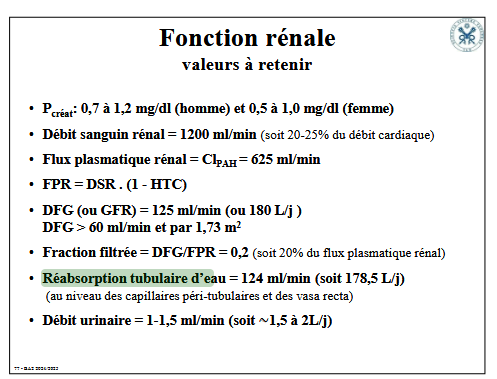 Fonction rénale
valeurs à retenir
• P créat: 0,7 à 1,2 mg/dl (homme) et 0,5 à 1,0 mg/dl (femme)
• Débit sanguin rénal = 1200 ml/min (soit 20-25% du débit cardiaque)
• Flux plasmatique rénal = Cl PAH = 625 ml/min
• FPR = DSR . (1 - HTC)
• DFG (ou GFR) = 125 ml/min (ou 180 L/j )
DFG > 60 ml/min et par 1,73 m²
• Fraction filtrée = DFG/FPR = 0,2 (soit 20% du flux plasmatique rénal)
• Réabsorption tubulaire d'eau = 124 ml/min (soit 178,5 L/j)
(au niveau des capillaires péri-tubulaires et des vasa recta)
• Débit urinaire = 1-1,5 ml/min (soit ~1,5 à 2L/j)